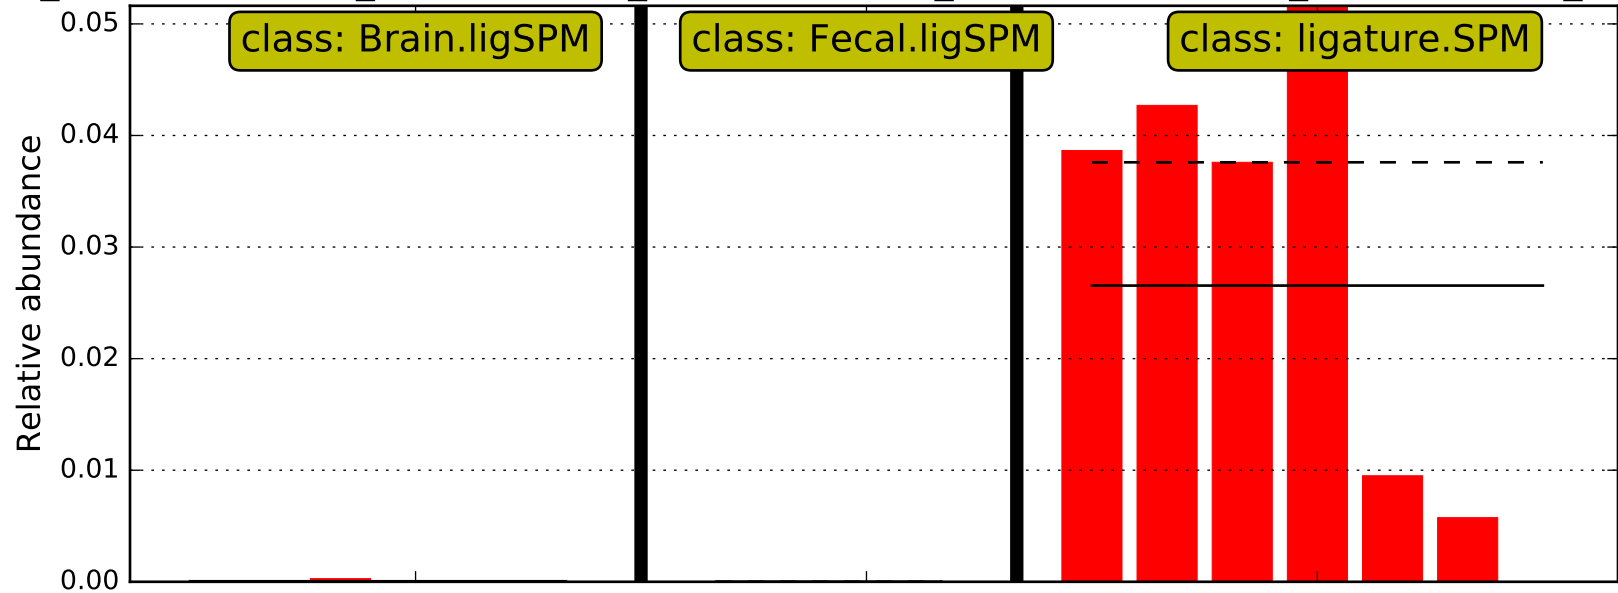 class: Brain.ligSPM
class: Fecal.ligSPM
class: ligature.SPM
Relative abundance
0.05
0.04
0.03
0.02
0.01
0.00